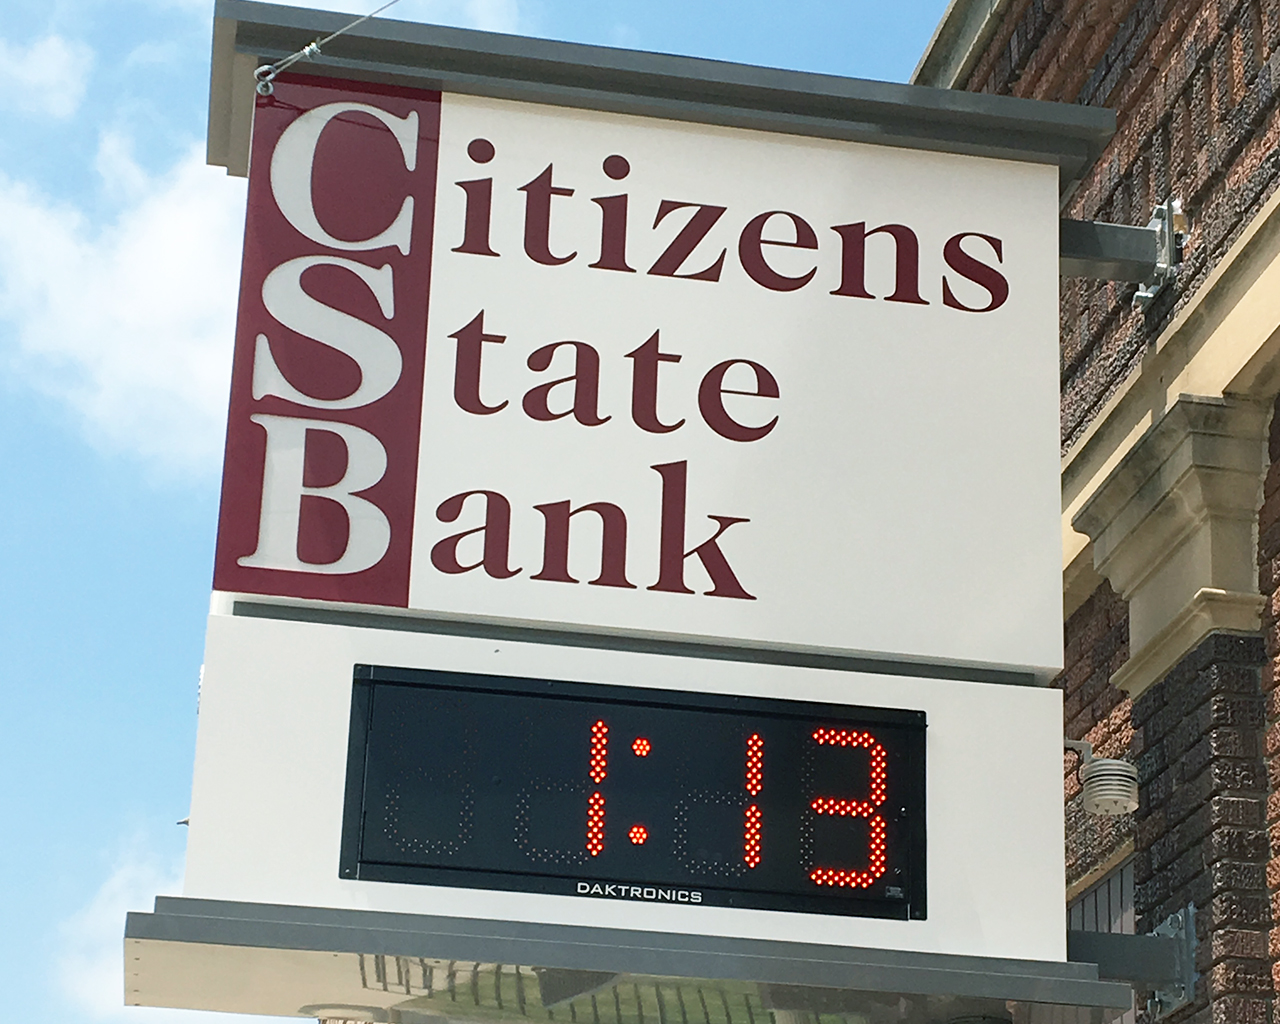 Citizens
State
Bank
1:13
DAKTRONICS